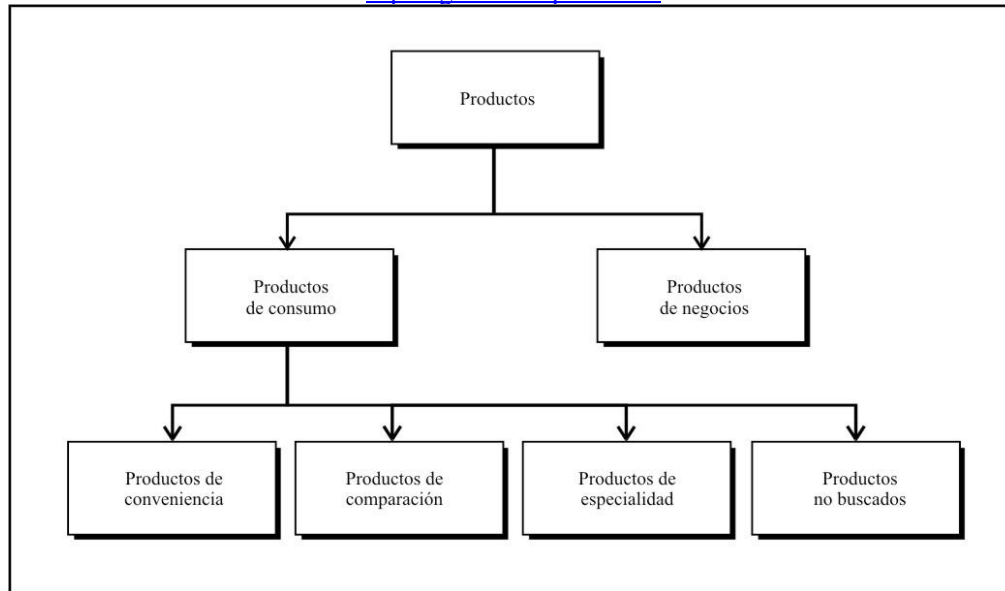 Productos
Productos
de consumo
Productos
de negocios
Productos de
conveniencia
Productos de
comparación
Productos de
especialidad
Productos
no buscados